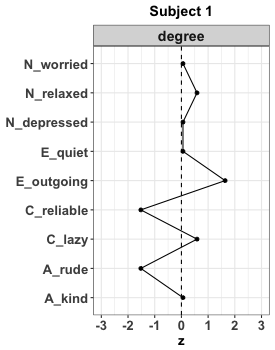 Subject 1
degree
N_worried
N_relaxed
N_depressed
E_quiet
E_outgoing
C_reliable
C_lazy
A_rude
A_kind
-3 -2 -1 0 1 2 3
z